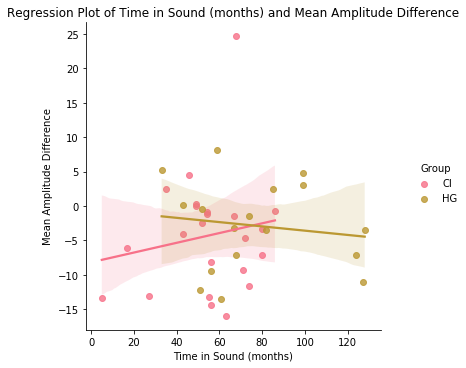 Regression Plot of Time in Sound (months) and Mean Amplitude Difference
25
20
15
10
5
0
−5
−10
−15
Mean Amplitude Difference
0 20 40 60 80 100 120
Time in Sound (months)
Group
CI
HG